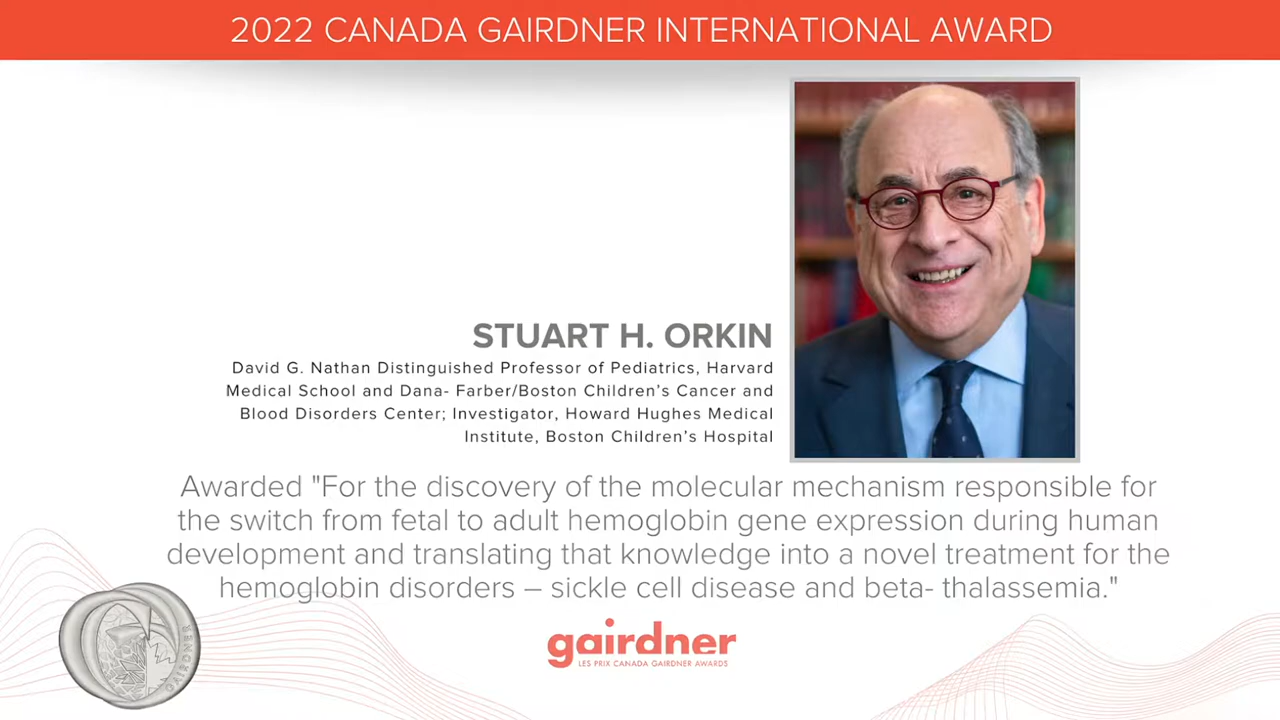 2022 CANADA GAIRDNER INTERNATIONAL AWARD
STUART H. ORKIN
David G. Nathan Distinguished Professor of Pediatrics, Harvard
Medical School and Dana- Farber/Boston Children's Cancer and
Blood Disorders Center; Investigator, Howard Hughes Medical
Institute, Boston Children's Hospital
Awarded "For the discovery of the molecular mechanism responsible for
the switch from fetal to adult hemoglobin gene expression during human
development and translating that knowledge into a novel treatment for the
hemoglobin disorders – sickle cell disease and beta- thalassemia."
GAIRDNER
gairdner
LES PRIX CANADA GAIRDNER AWARDS